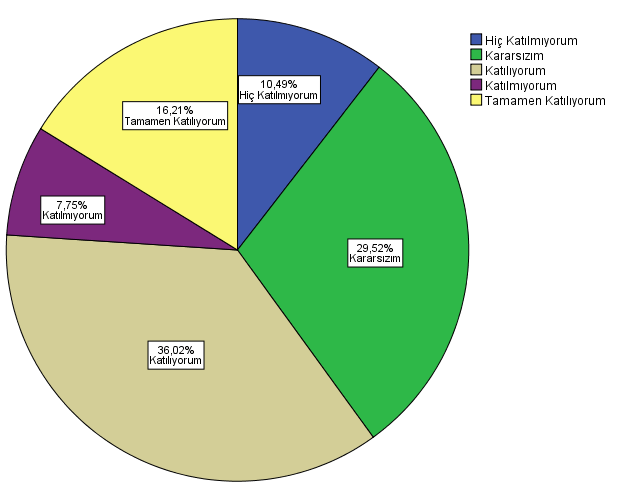 Hiç Katılmıyorum
Kararsızım
Katılıyorum
Katılmıyorum
Tamamen Katılıyorum
10,49%
Hiç Katılmıyorum
16,21%
Tamamen Katılıyorum
7,75%
Katılmıyorum
29,52%
Kararsızım
36,02%
Katılıyorum